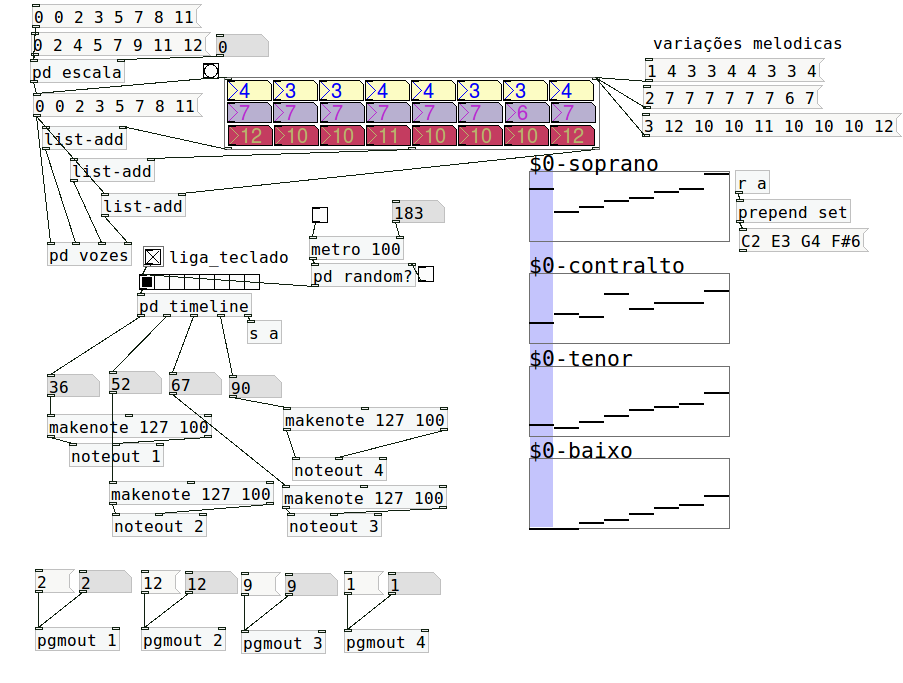 0 0 2 3 5 7 8 11
0 2 4 5 7 9 11 12
0
pd escala
0 0 2 3 5 7 8 11
list-add
list-add
list-add
pd vozes
4 3 3 4 4 3 3 4
7 7 7 7 7 7 6 7
12 10 10 11 10 10 10 12
variações melodicas
1 4 3 3 4 4 3 3 4
2 7 7 7 7 7 7 6 7
3 12 10 10 11 10 10 10 12
liga_teclado
183
metro 100
pd random?
pd timeline
s a
36
52
67
90
makenote 127 100
noteout 1
makenote 127 100
noteout 4
makenote 127 100
noteout 2
makenote 127 100
noteout 3
$0-soprano
r a
prepend set
C2 E3 G4 F#6
$0-contralto
$0-tenor
$0-baixo
2
2
12
12
9
9
1
1
pgmout 1
pgmout 2
pgmout 3
pgmout 4